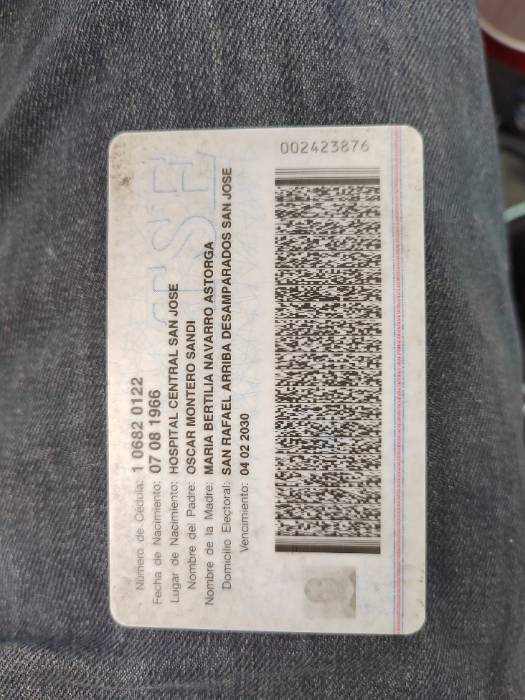 Número de Cédula: 1 0682 0122
Fecha de Nacimiento: 07 08 1966
Lugar de Nacimiento: HOSPITAL CENTRAL SAN JOSE
Nombre del Padre: OSCAR MONTERO SANDI
Nombre de la Madre: MARIA BERTILIA NAVARRO ASTORGA
Domicilio Electoral: SAN RAFAEL ARRIBA DESAMPARADOS SAN JOSE
Vencimiento: 04 02 2030
002423876
TSE